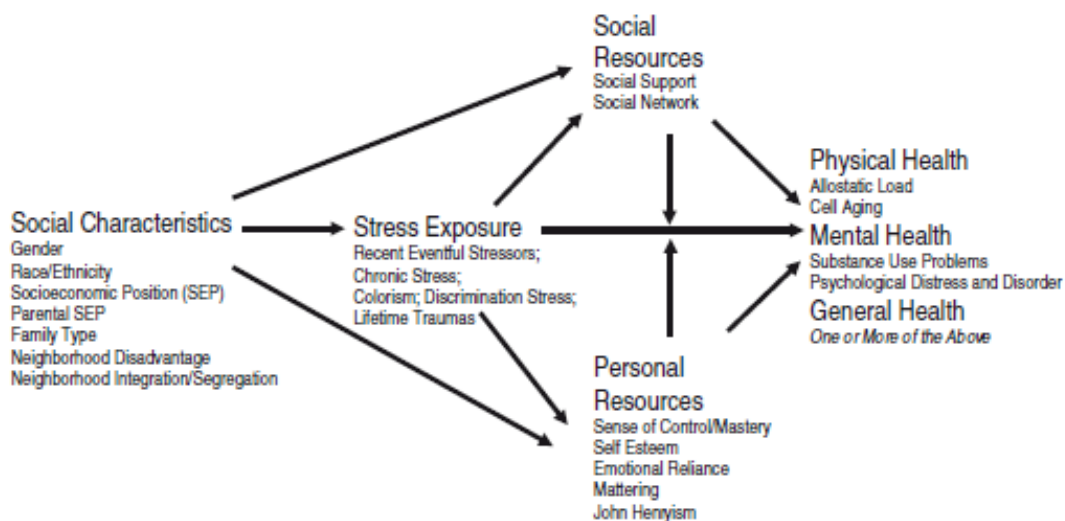 Social
Resources
Social Support
Social Network
Physical Health
Allostatic Load
Cell Aging
Mental Health
Substance Use Problems
Psychological Distress and Disorder
General Health
One or More of the Above
Social Characteristics
Gender
Race/Ethnicity
Socioeconomic Position (SEP)
Parental SEP
Family Type
Neighborhood Disadvantage
Neighborhood Integration/Segregation
Stress Exposure
Recent Eventful Stressors;
Chronic Stress;
Colorism; Discrimination Stress;
Lifetime Traumas
Personal
Resources
Sense of Control/Mastery
Self Esteem
Emotional Reliance
Mattering
John Henryism